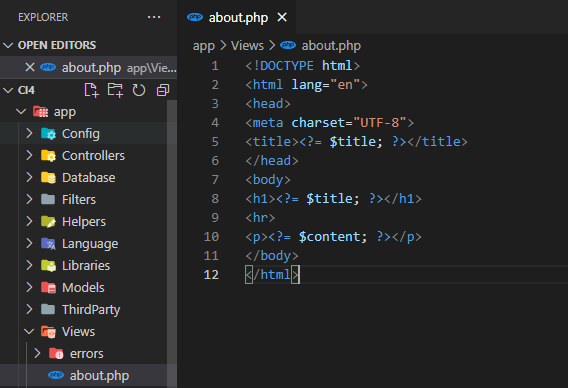 EXPLORER
OPEN EDITORS
about.php app\Vie...
CI4
app
Config
Controllers
Database
Filters
Helpers
Language
Libraries
Models
ThirdParty
Views
errors
about.php
about.php
app > Views > about.php
1 <!DOCTYPE html>
2 <html lang="en">
3 <head>
4 <meta charset="UTF-8">
5 <title><?= $title; ?></title>
6 </head>
7 <body>
8 <h1><?= $title; ?></h1>
9 <hr>
10 <p><?= $content; ?></p>
11 </body>
12 </html>